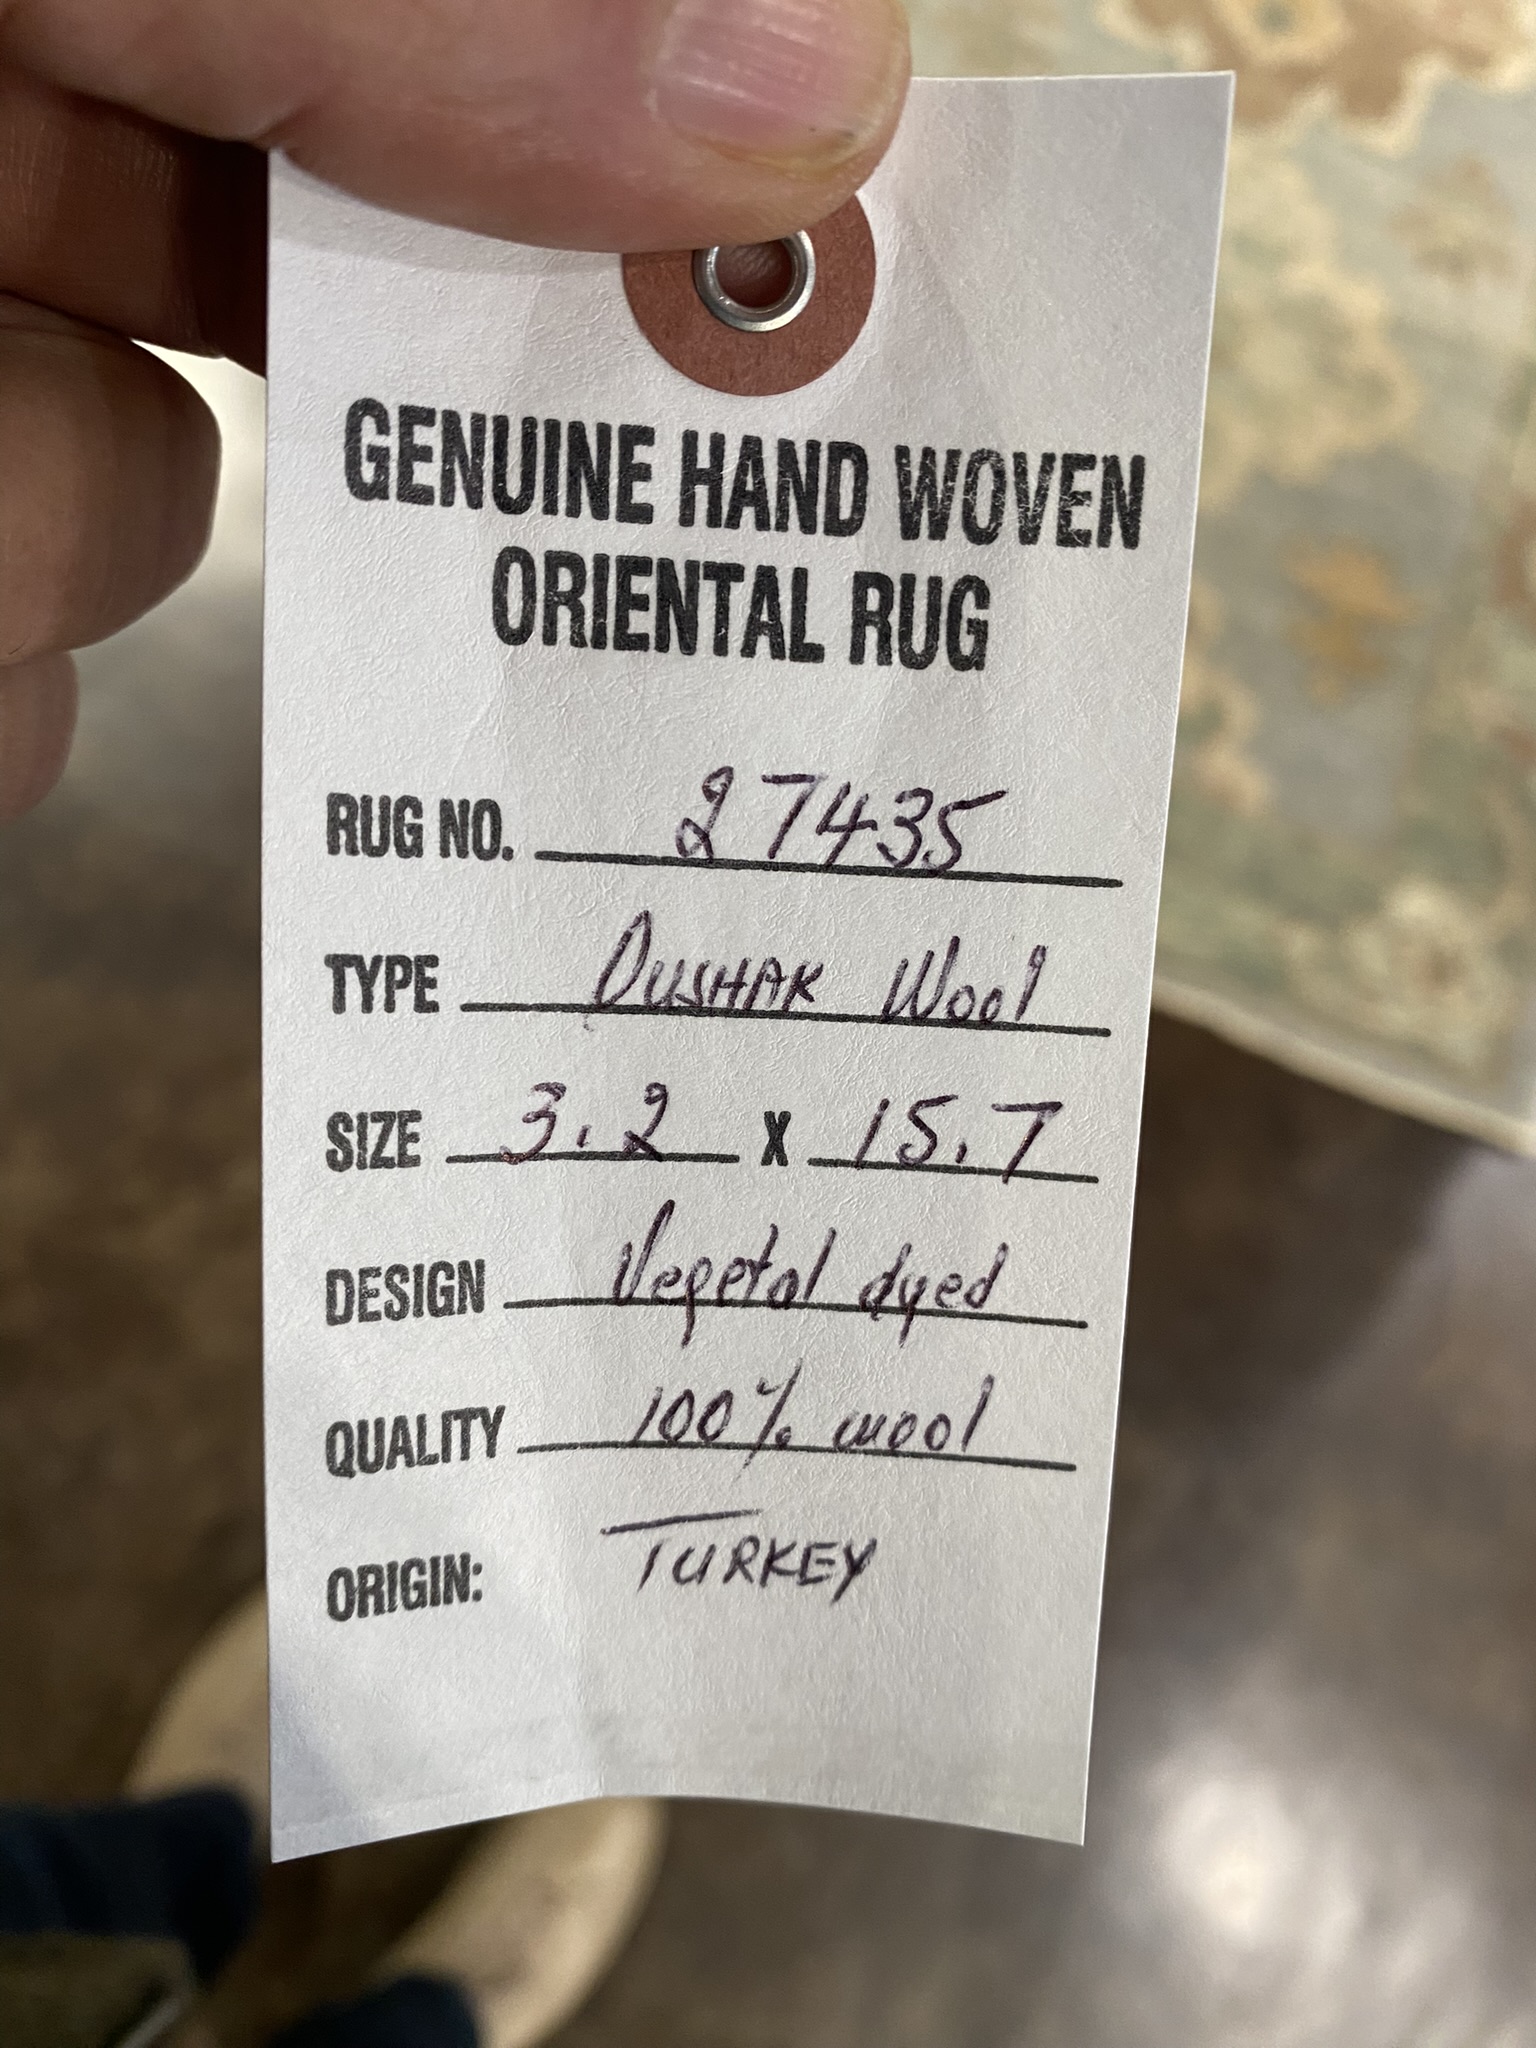 GENUINE HAND WOVEN
ORIENTAL RUG
RUG NO. 27435
TYPE OUSHAK Wool
SIZE 3.2 X 15.7
DESIGN Vegetal dyed
QUALITY 100% wool
ORIGIN: TURKEY